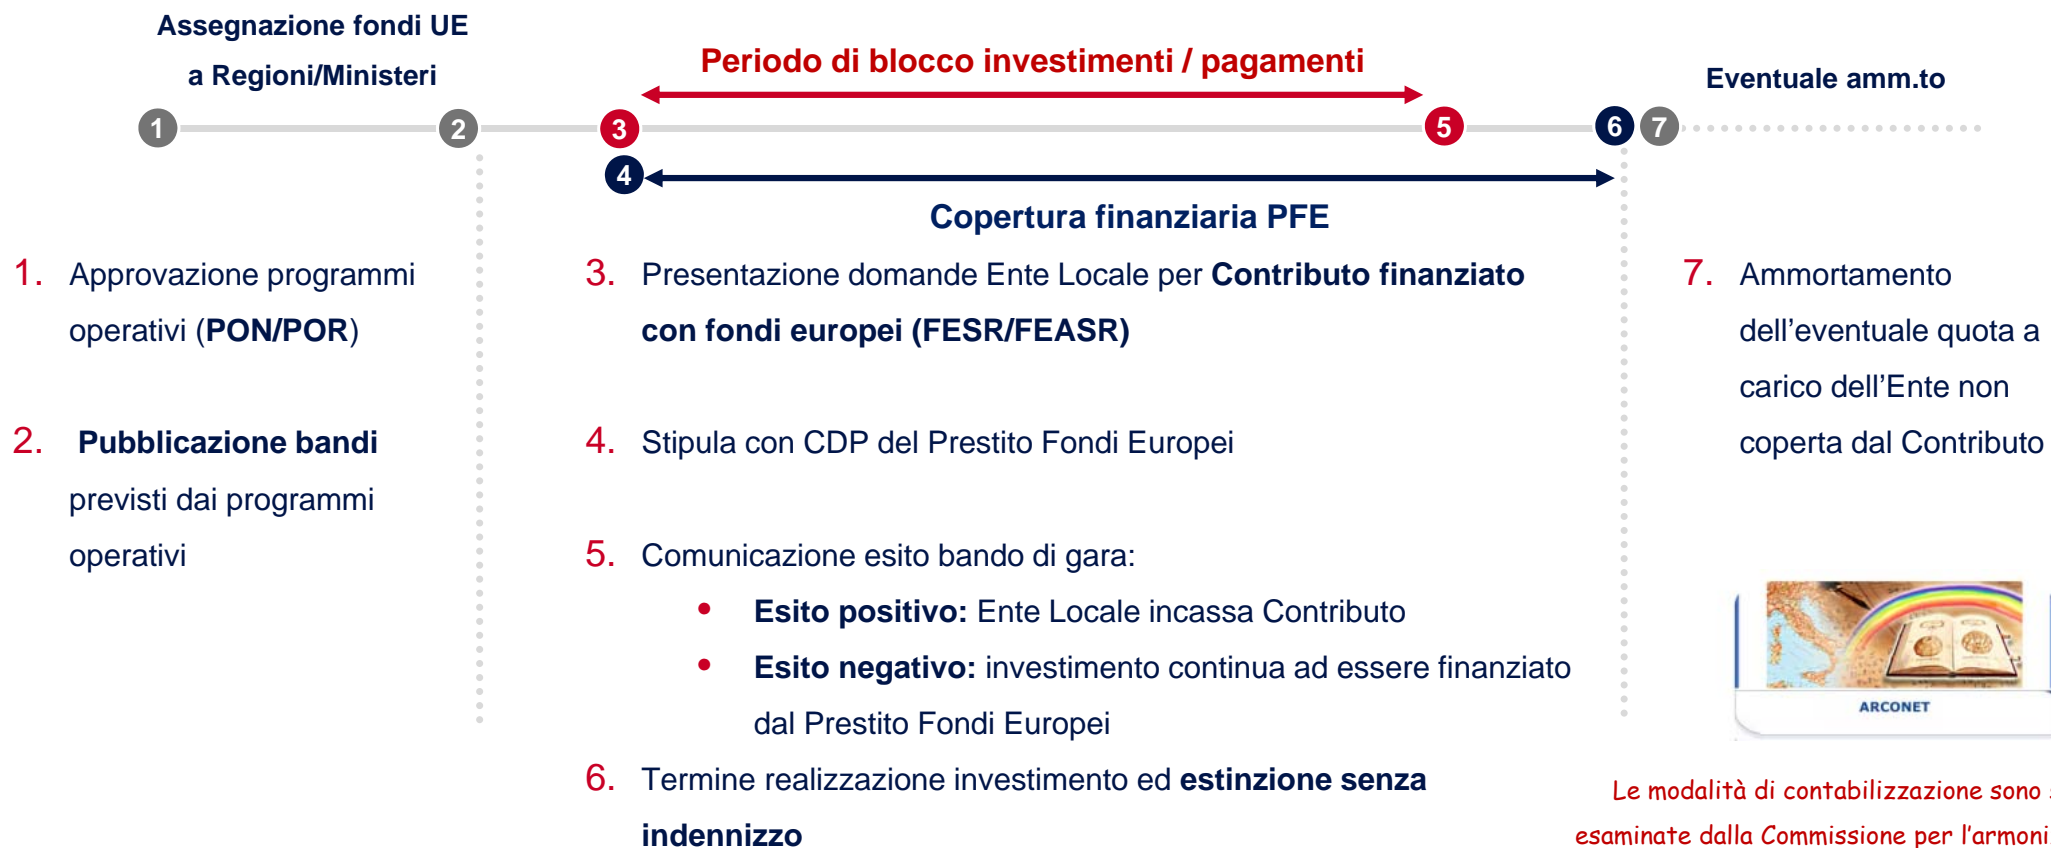 Assegnazione fondi UE
a Regioni/Ministeri
Periodo di blocco investimenti / pagamenti
Eventuale amm.to
1
2
3
5
6
7
4
Copertura finanziaria PFE
1. Approvazione programmi
operativi (PON/POR)
2. Pubblicazione bandi
previsti dai programmi
operativi
3. Presentazione domande Ente Locale per Contributo finanziato
con fondi europei (FESR/FEASR)
4. Stipula con CDP del Prestito Fondi Europei
5. Comunicazione esito bando di gara:
• Esito positivo: Ente Locale incassa Contributo
• Esito negativo: investimento continua ad essere finanziato
dal Prestito Fondi Europei
6. Termine realizzazione investimento ed estinzione senza
indennizzo
7. Ammortamento
dell’eventuale quota a
carico dell’Ente non
coperta dal Contributo
ARCONET
Le modalità di contabilizzazione sono
esaminate dalla Commissione per